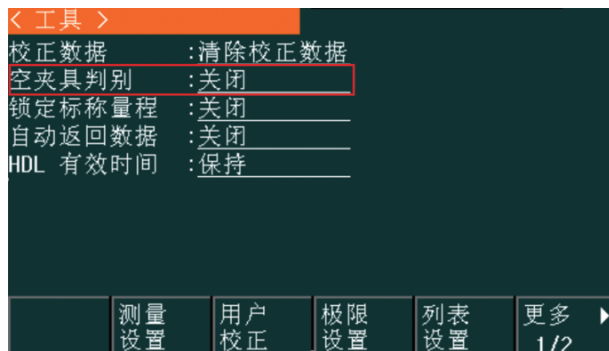 < 工具 >
校正数据 :清除校正数据
空夹具判别 :关闭
锁定标称量程 :关闭
自动返回数据 :关闭
HDL 有效时间 :保持
测量设置
用户校正
极限设置
列表设置
更多 1/2